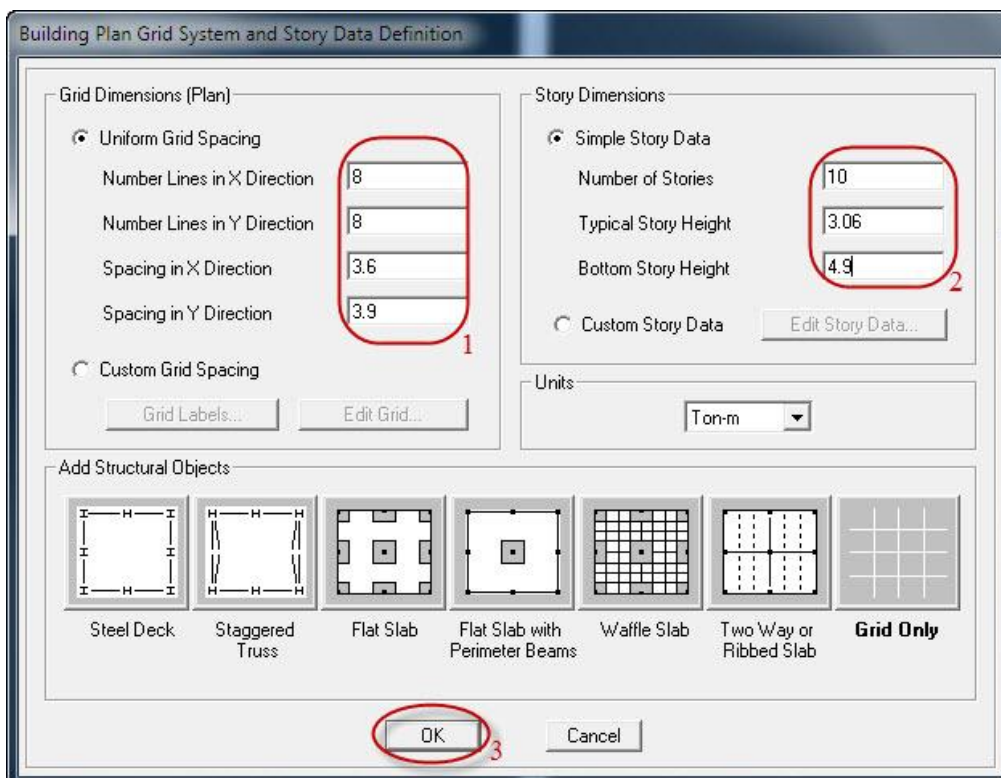 Building Plan Grid System and Story Data Definition
Grid Dimensions (Plan)
Uniform Grid Spacing
Number Lines in X Direction 8
Number Lines in Y Direction 8
Spacing in X Direction 3.6
Spacing in Y Direction 3.9
1
Custom Grid Spacing
Grid Labels... Edit Grid...
Story Dimensions
Simple Story Data
Number of Stories 10
Typical Story Height 3.06
Bottom Story Height 4.9
2
Custom Story Data Edit Story Data...
Units
Ton-m
Add Structural Objects
Steel Deck
Staggered
Truss
Flat Slab
Flat Slab with
Perimeter Beams
Waffle Slab
Two Way or
Ribbed Slab
Grid Only
OK 3 Cancel